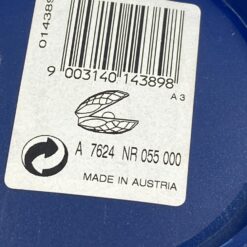 014389
9 003140 143898
A 3
A 7624 NR 055 000
MADE IN AUSTRIA